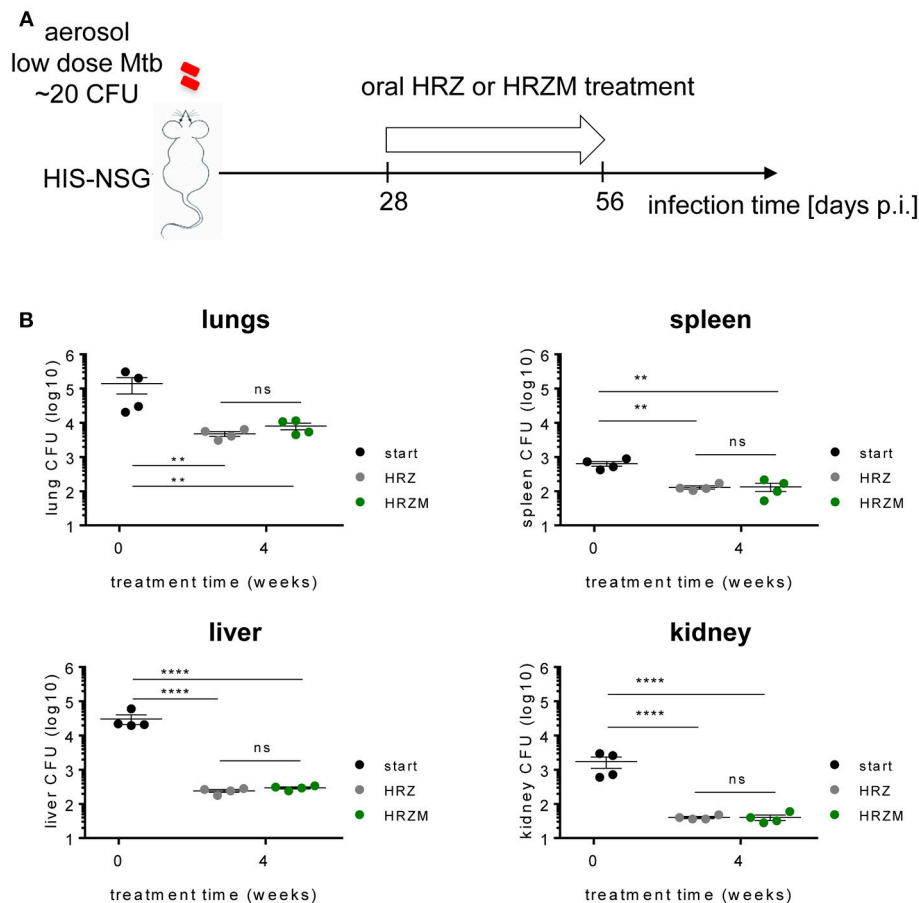 A
aerosol
low dose Mtb
~20 CFU
oral HRZ or HRZM treatment
HIS-NSG
28
56
infection time [days p.i.]
B
lungs
lung CFU (log10)
6
5
4
3
2
1
ns
**
**
0
4
treatment time (weeks)
start
HRZ
HRZM
spleen
spleen CFU (log10)
6
5
4
3
2
1
**
**
ns
0
4
treatment time (weeks)
start
HRZ
HRZM
liver
liver CFU (log10)
6
5
4
3
2
1
****
****
ns
0
4
treatment time (weeks)
start
HRZ
HRZM
kidney
kidney CFU (log10)
6
5
4
3
2
1
****
****
ns
0
4
treatment time (weeks)
start
HRZ
HRZM